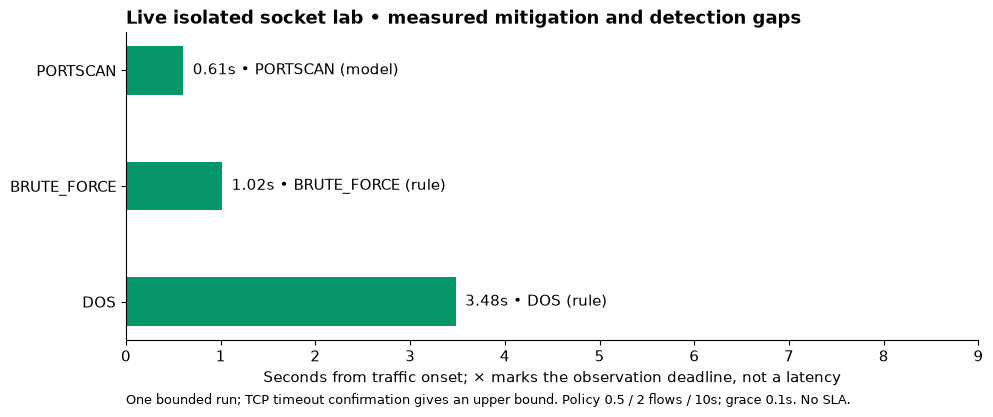 Live isolated socket lab • measured mitigation and detection gaps
PORTSCAN
0.61s • PORTSCAN (model)
BRUTE_FORCE
1.02s • BRUTE_FORCE (rule)
DOS
3.48s • DOS (rule)
0 1 2 3 4 5 6 7 8 9
Seconds from traffic onset; × marks the observation deadline, not a latency
One bounded run; TCP timeout confirmation gives an upper bound. Policy 0.5 / 2 flows / 10s; grace 0.1s. No SLA.